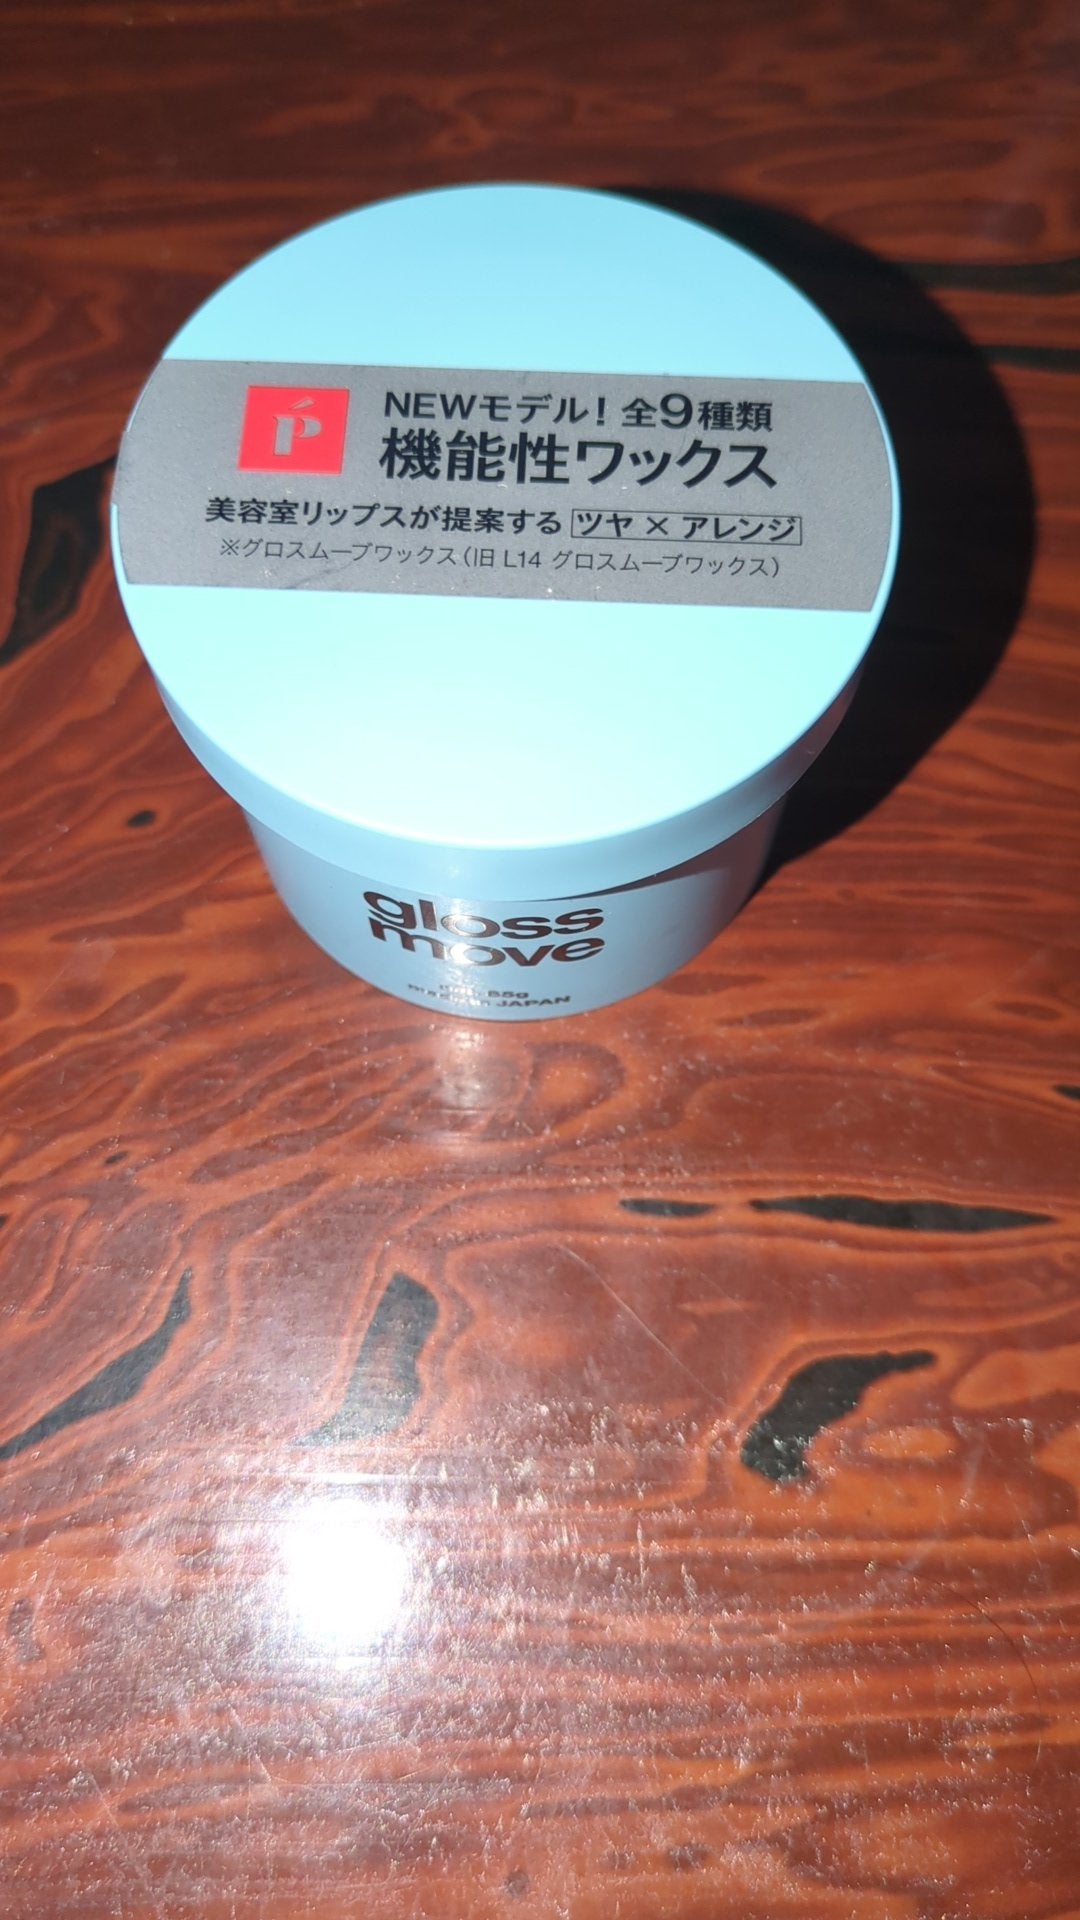 Ṕ
NEWモデル！全9種類
機能性ワックス
美容室リップスが提案する ツヤ × アレンジ
※グロスムーブワックス（旧 L14 グロスムーブワックス）
gloss
move
85g
made in JAPAN